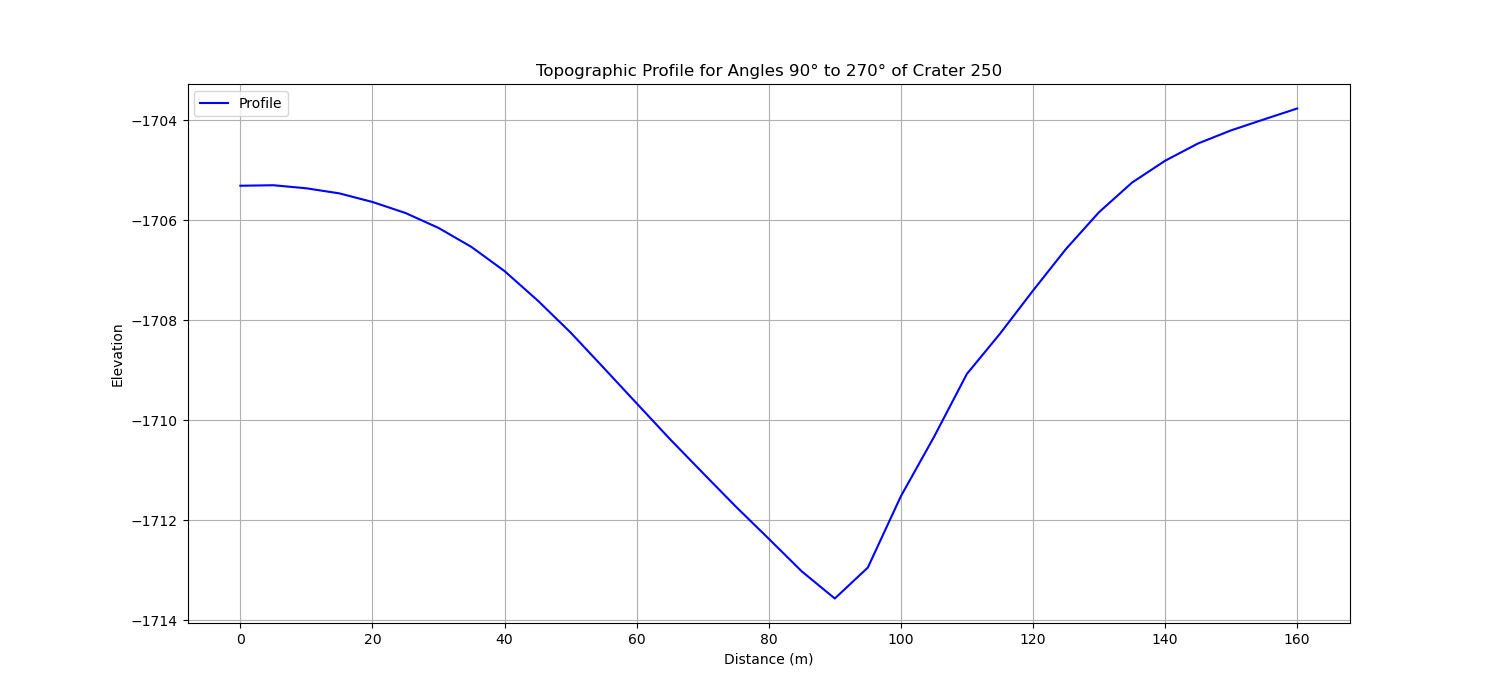 Topographic Profile for Angles 90° to 270° of Crater 250
Profile
−1704
−1706
−1708
−1710
−1712
−1714
Elevation
0 20 40 60 80 100 120 140 160
Distance (m)